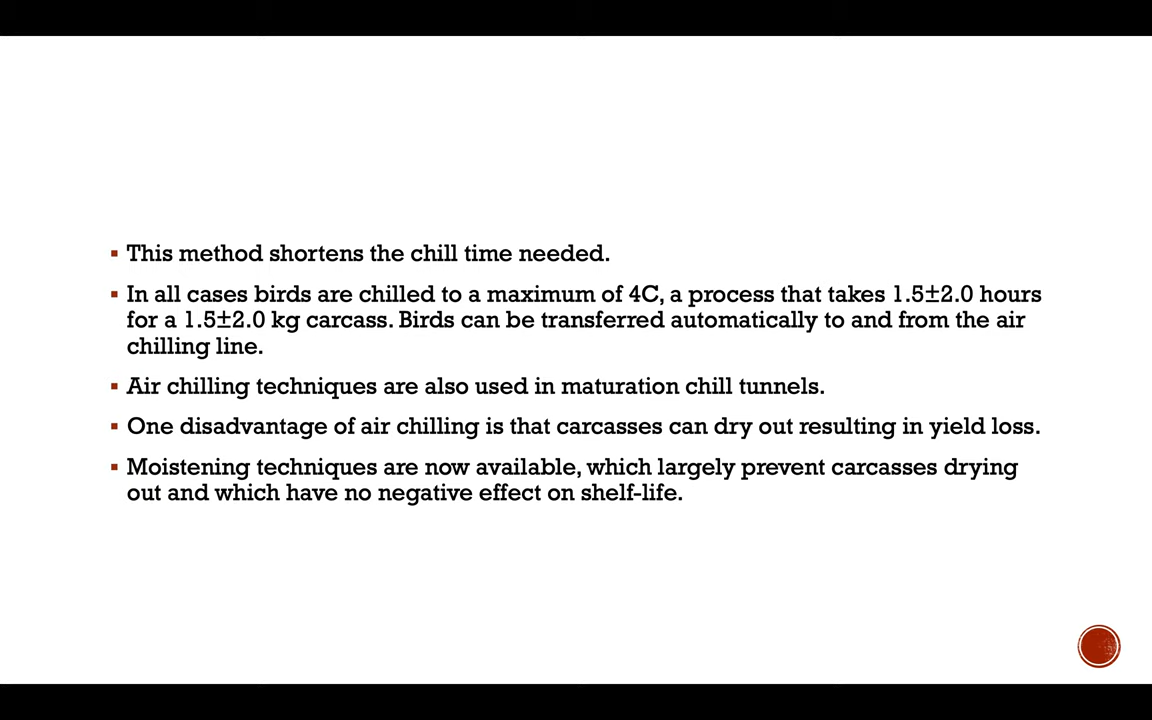 ▪ This method shortens the chill time needed.
▪ In all cases birds are chilled to a maximum of 4C, a process that takes 1.5±2.0 hours
for a 1.5±2.0 kg carcass. Birds can be transferred automatically to and from the air
chilling line.
▪ Air chilling techniques are also used in maturation chill tunnels.
▪ One disadvantage of air chilling is that carcasses can dry out resulting in yield loss.
▪ Moistening techniques are now available, which largely prevent carcasses drying
out and which have no negative effect on shelf-life.